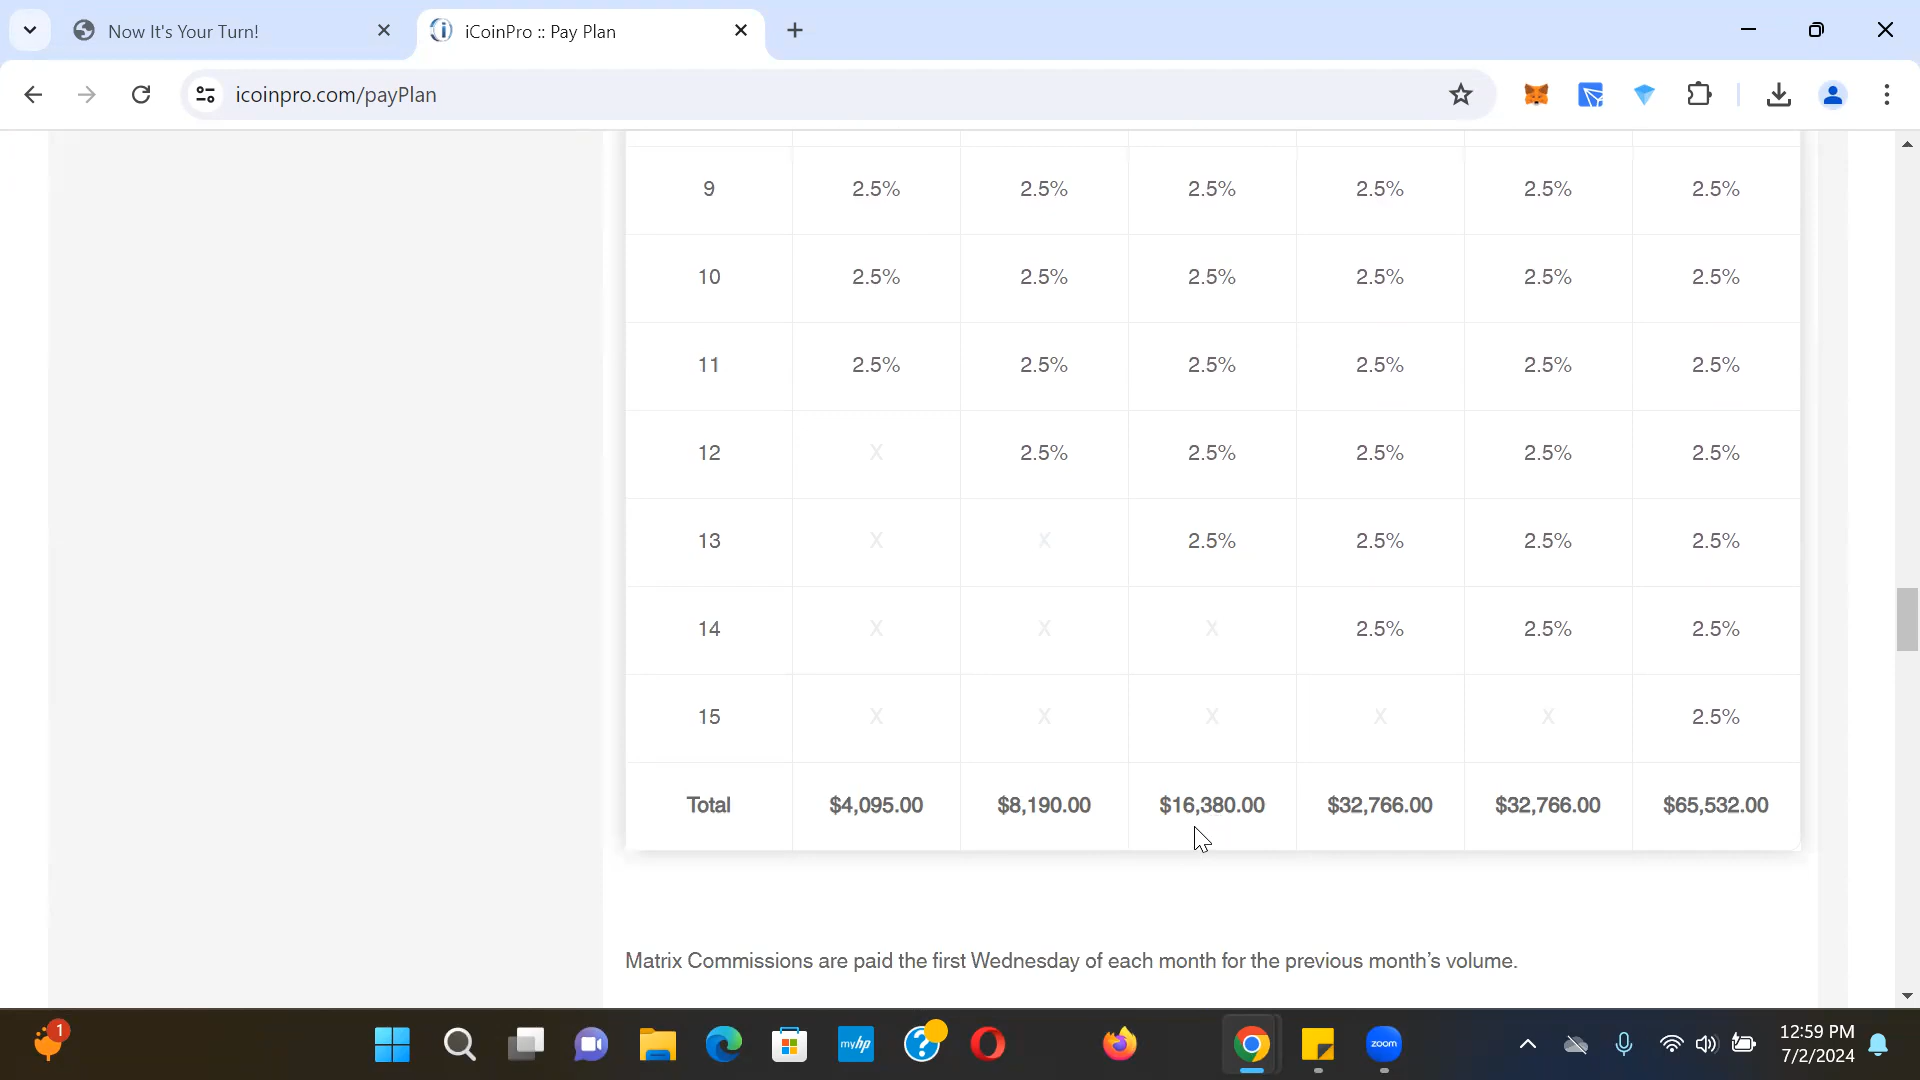 Now It's Your Turn!
iCoinPro :: Pay Plan
icoinpro.com/payPlan
9 2.5% 2.5% 2.5% 2.5% 2.5% 2.5%
10 2.5% 2.5% 2.5% 2.5% 2.5% 2.5%
11 2.5% 2.5% 2.5% 2.5% 2.5% 2.5%
12 X 2.5% 2.5% 2.5% 2.5% 2.5%
13 X X 2.5% 2.5% 2.5% 2.5%
14 X X X 2.5% 2.5% 2.5%
15 X X X X X 2.5%
Total $4,095.00 $8,190.00 $16,380.00 $32,766.00 $32,766.00 $65,532.00
Matrix Commissions are paid the first Wednesday of each month for the previous month’s volume.
1
myhp
zoom
12:59 PM
7/2/2024